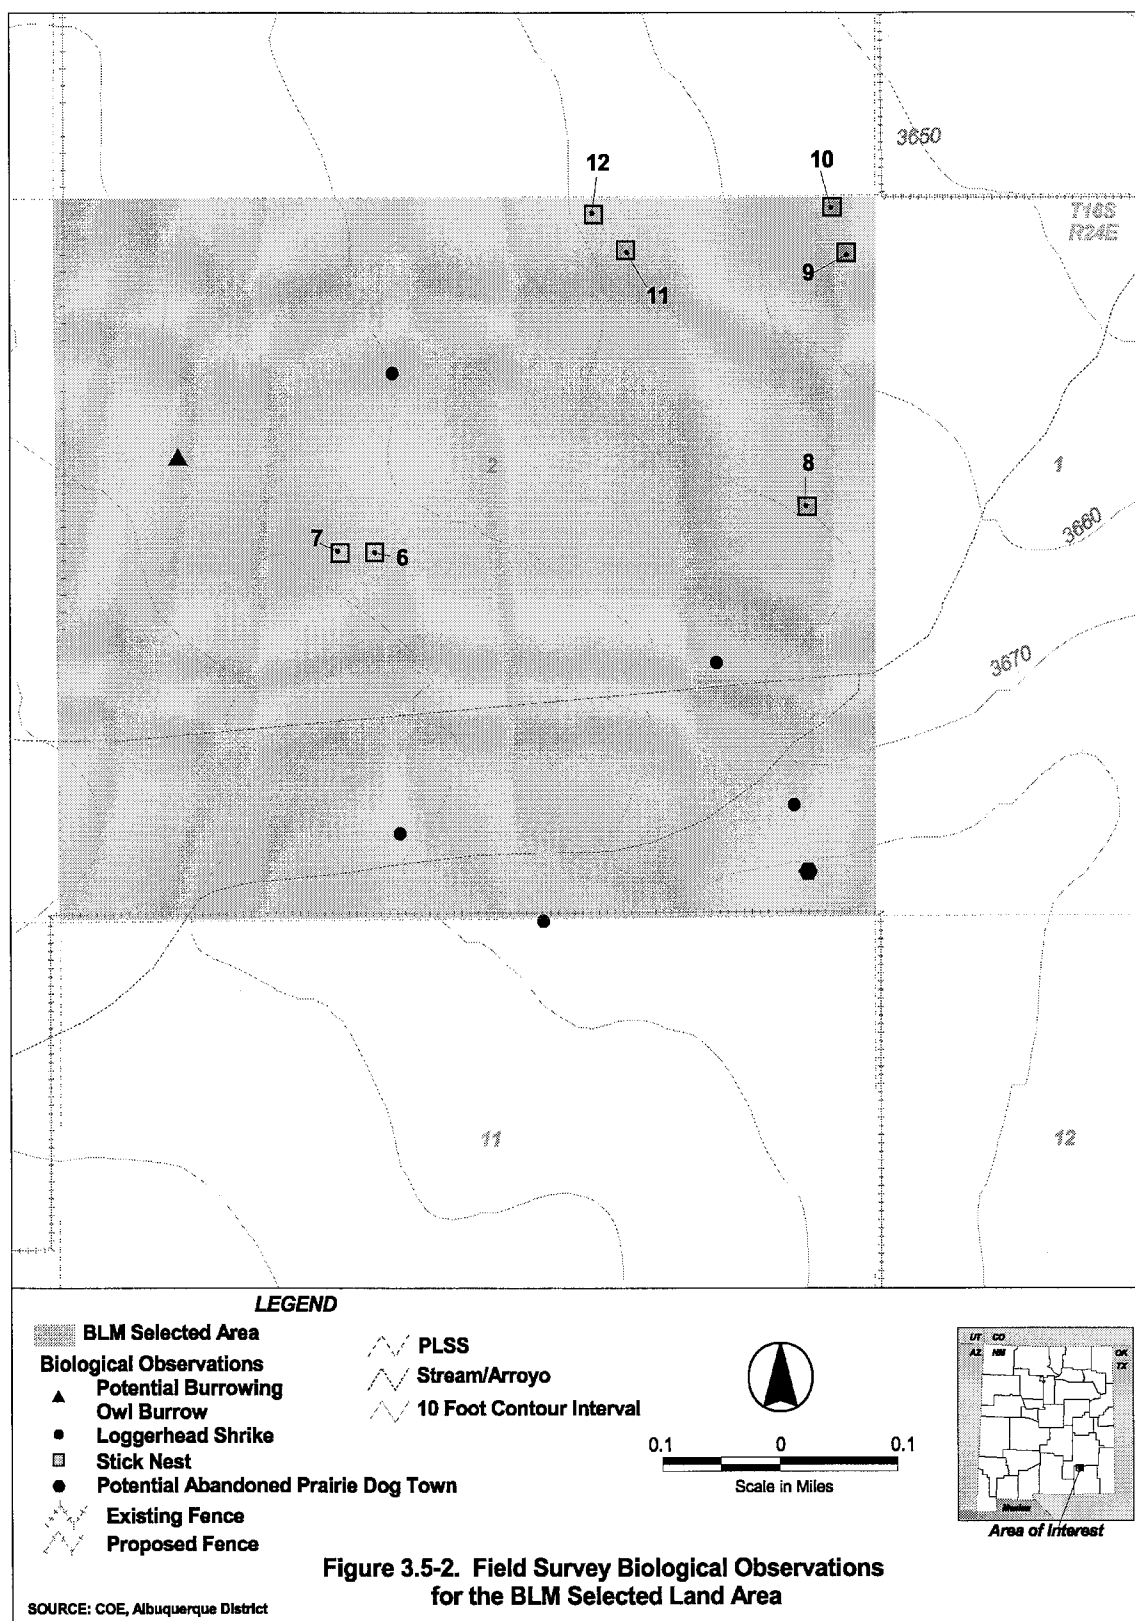 3650
12
10
T16S
R24E
9
11
2
1
8
3660
7
6
3670
11
12
LEGEND
BLM Selected Area
Biological Observations
Potential Burrowing
Owl Burrow
Loggerhead Shrike
Stick Nest
Potential Abandoned Prairie Dog Town
Existing Fence
Proposed Fence
PLSS
Stream/Arroyo
10 Foot Contour Interval
0.1 0 0.1
Scale in Miles
UT CO
AZ NM OK
TX
Mexico
Area of Interest
Figure 3.5-2. Field Survey Biological Observations
for the BLM Selected Land Area
SOURCE: COE, Albuquerque District